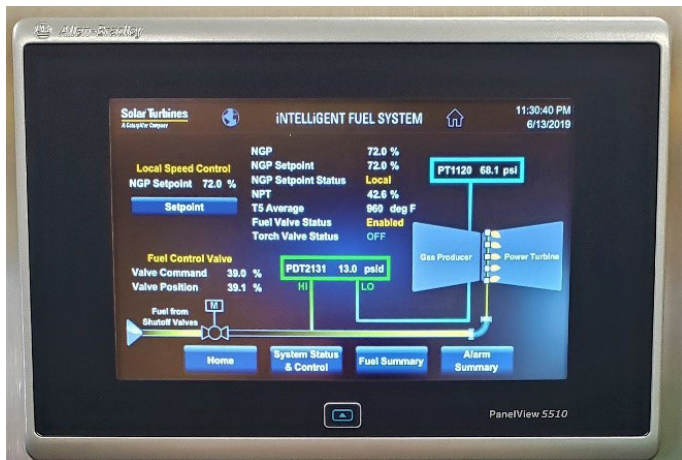 Allen-Bradley
Solar Turbines
A Caterpillar Company
iNTELLiGENT FUEL SYSTEM
11:30:40 PM
6/13/2019
Local Speed Control
NGP Setpoint 72.0 %
Setpoint
NGP 72.0 %
NGP Setpoint 72.0 %
NGP Setpoint Status Local
NPT 42.6 %
T5 Average 960 deg F
Fuel Valve Status Enabled
Torch Valve Status OFF
PT1120 68.1 psi
Gas Producer
Power Turbine
Fuel Control Valve
Valve Command 39.0 %
Valve Position 39.1 %
PDT2131 13.0 psid
HI
LO
Fuel from
Shutoff Valves
M
Home
System Status
& Control
Fuel Summary
Alarm
Summary
PanelView 5510